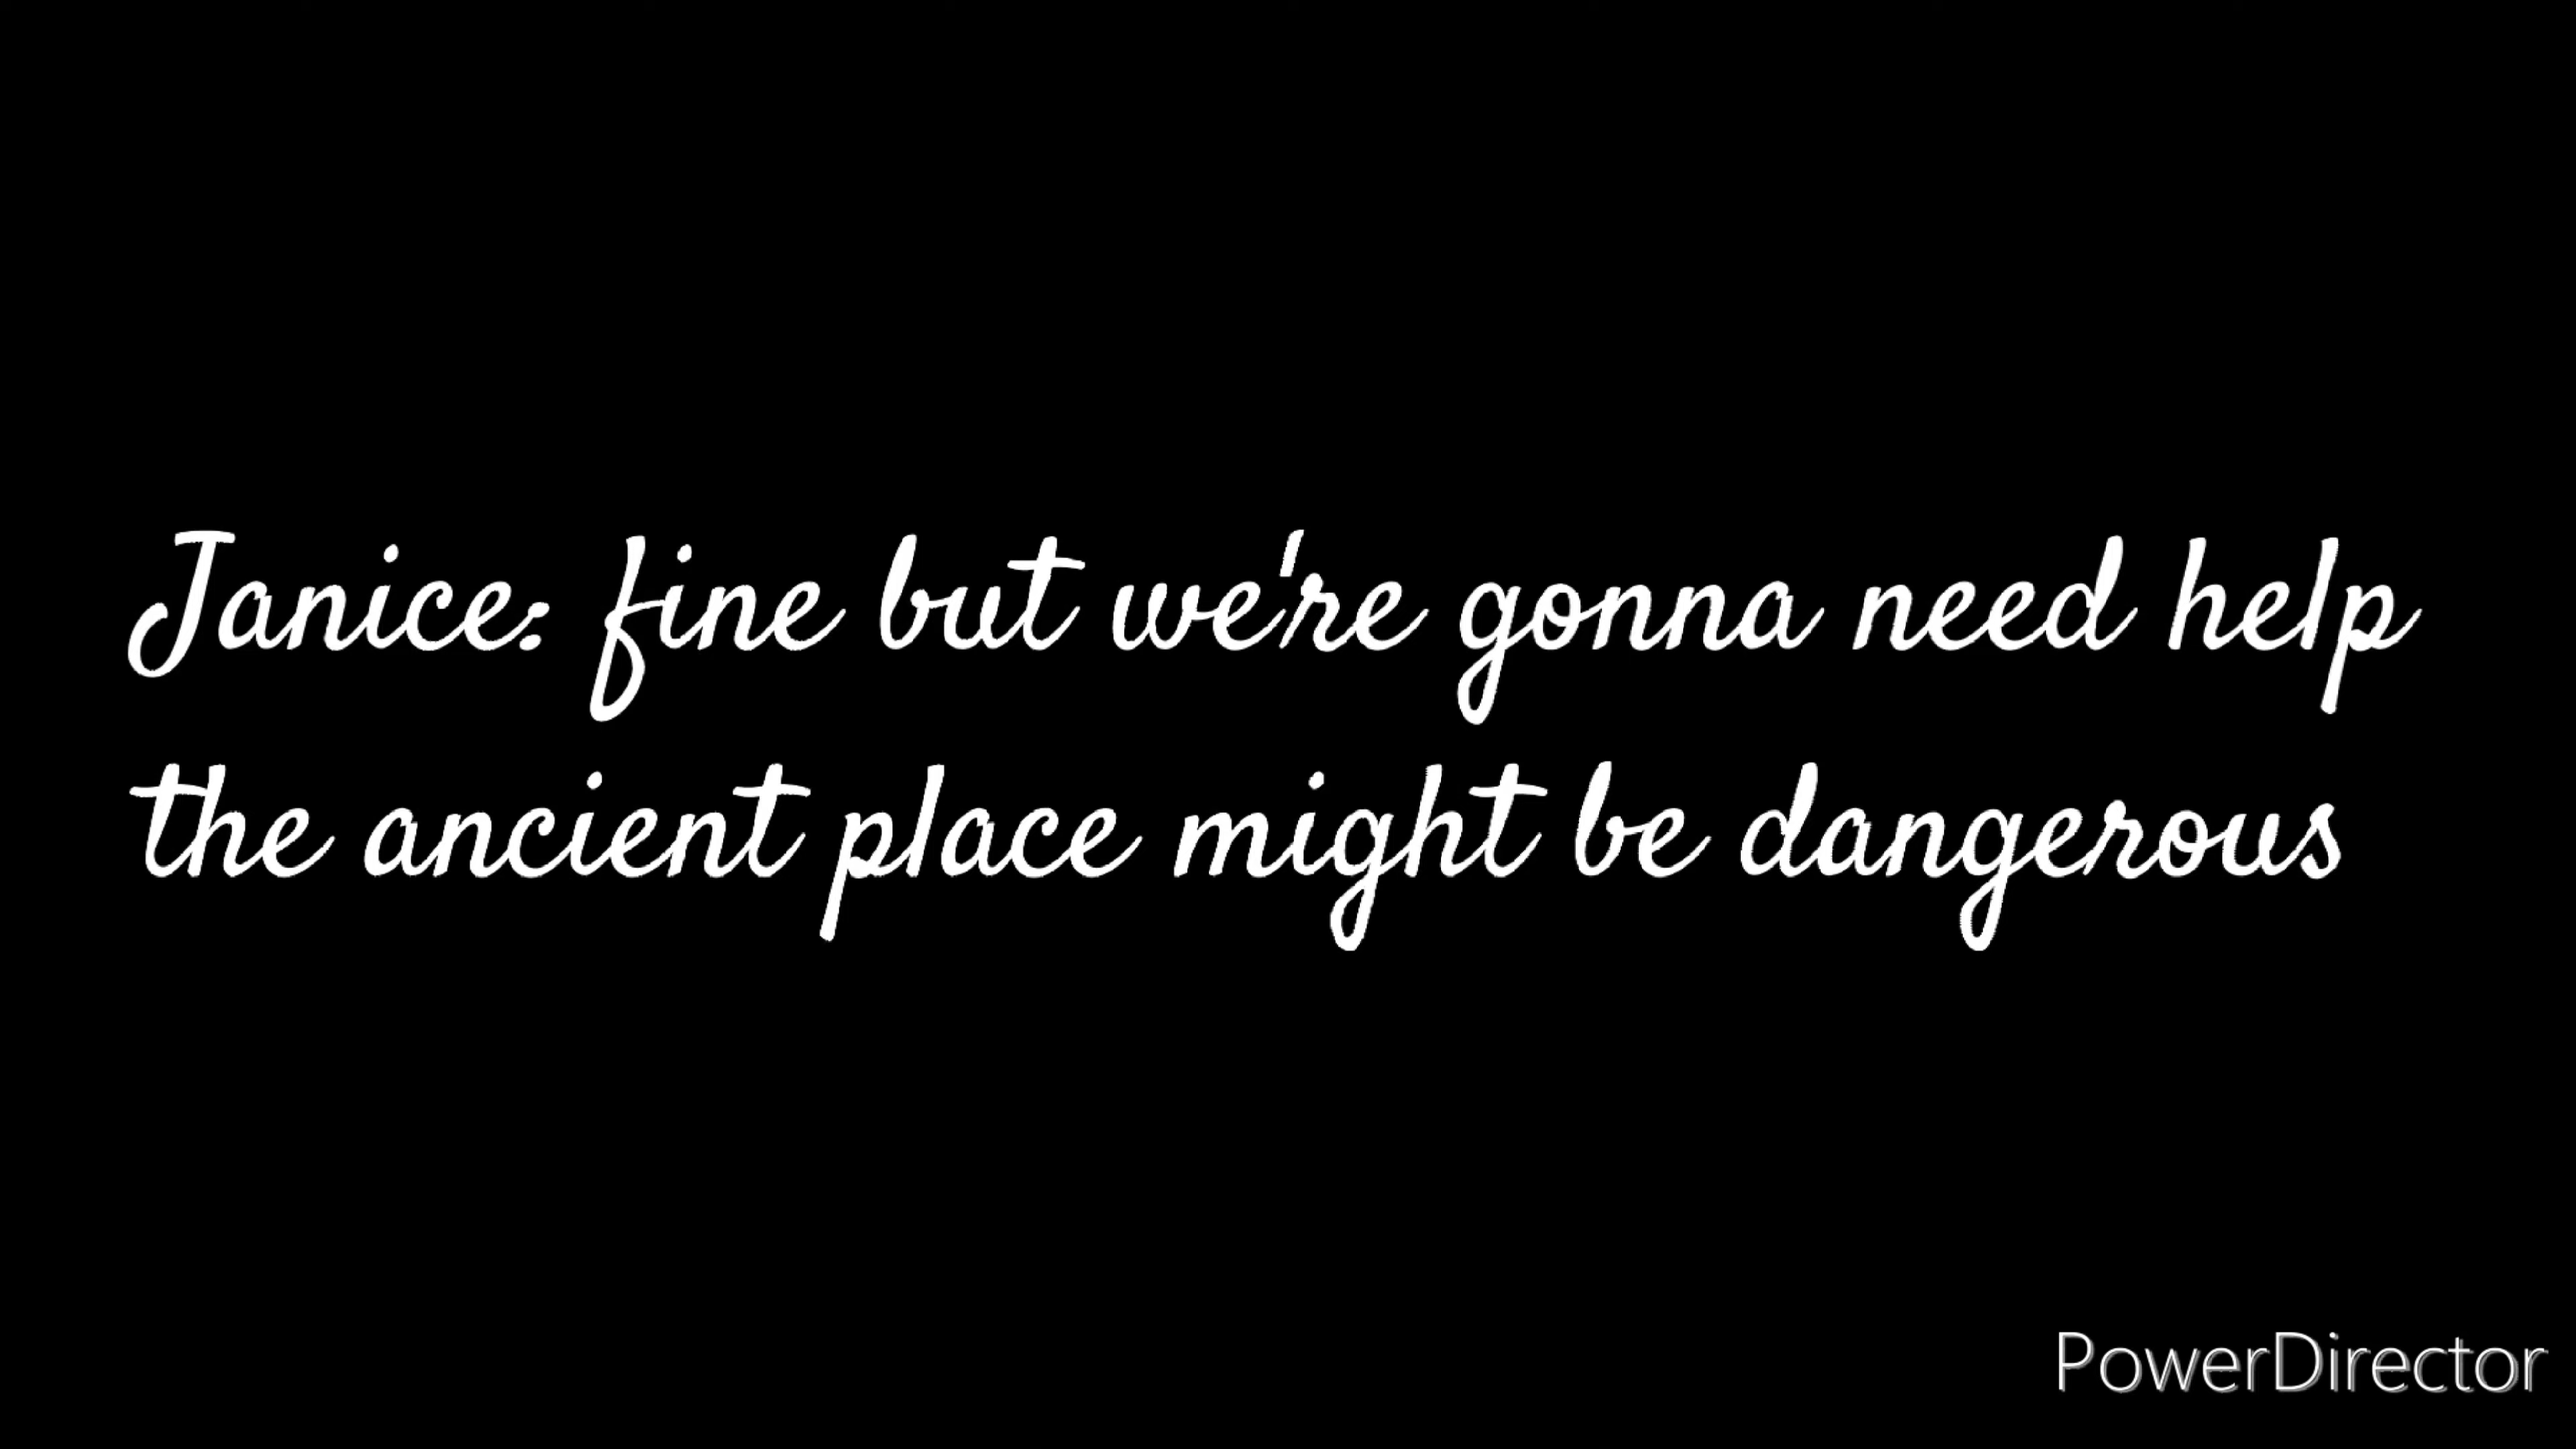 Janice: fine but we're gonna need help
the ancient place might be dangerous
PowerDirector